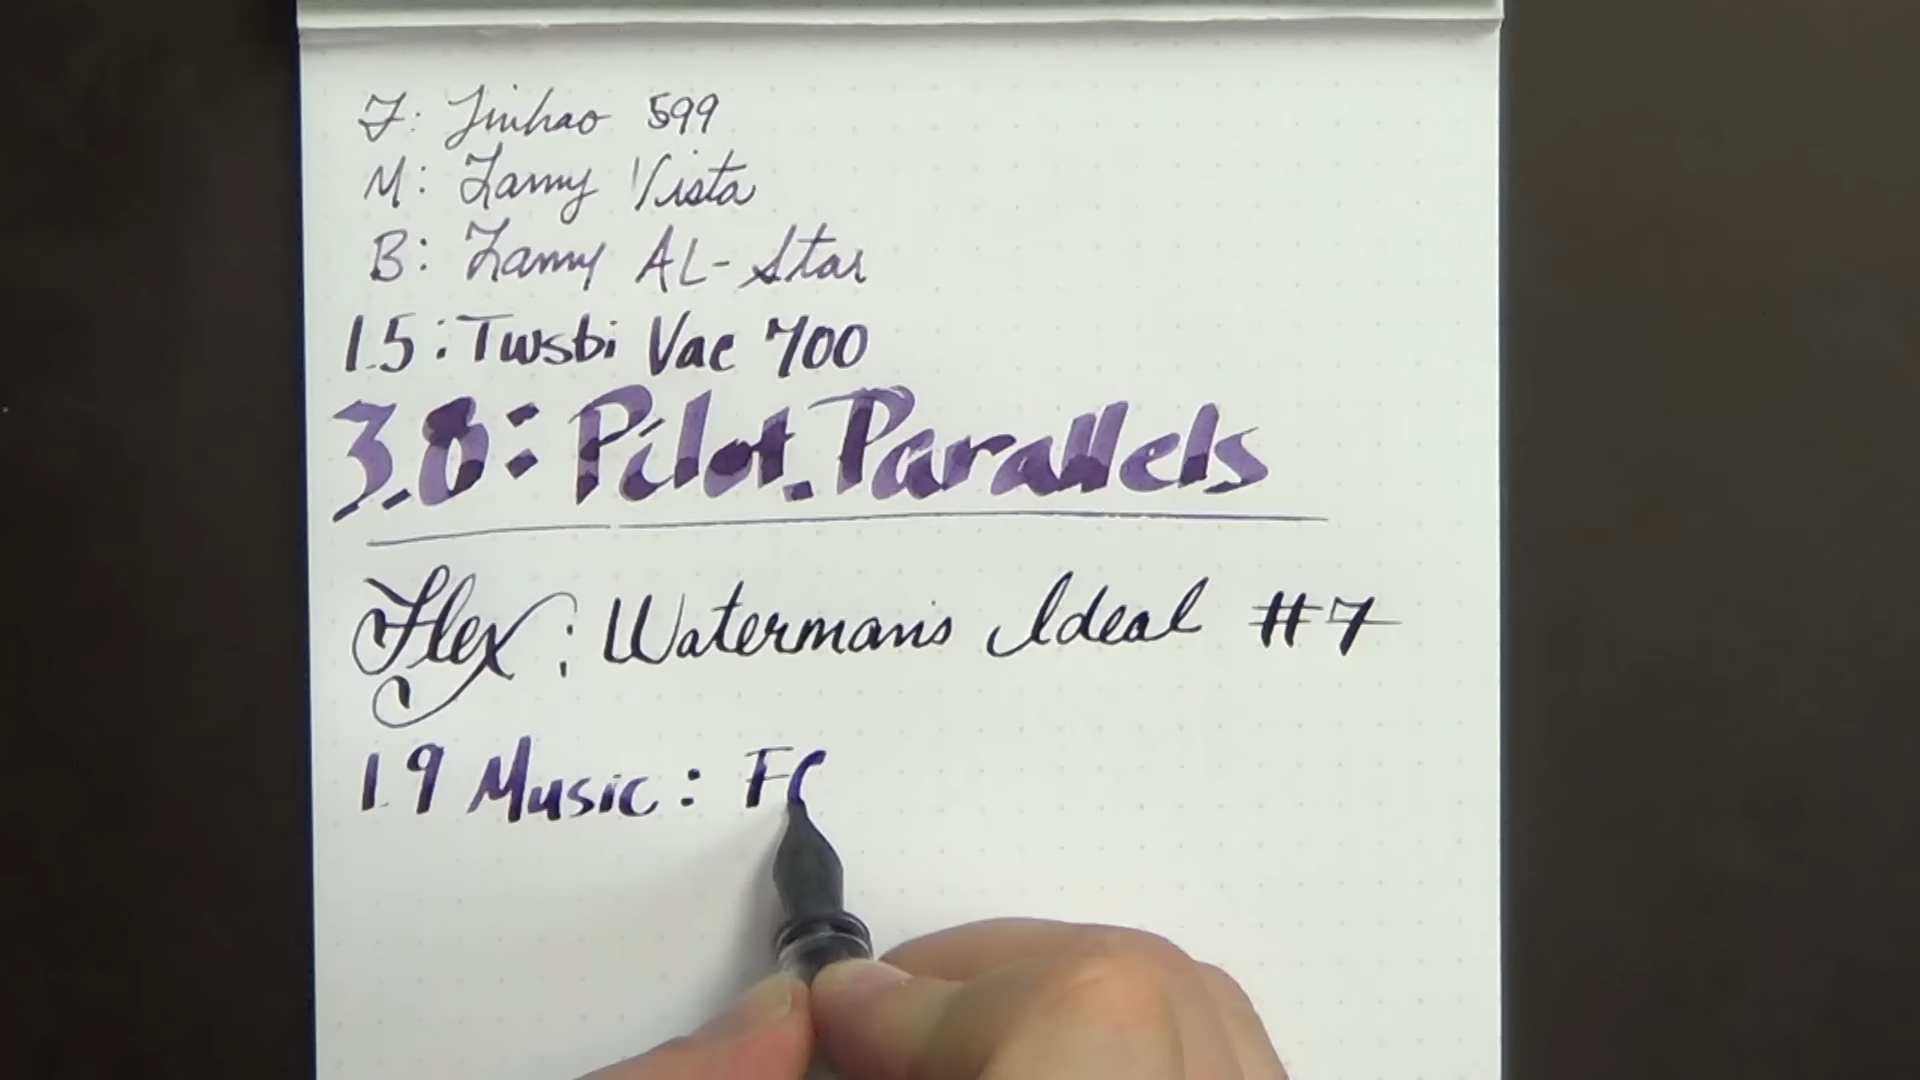 F: Jinhao 599
M: Lamy Vista
B: Lamy AL-Star
1.5: Twsbi Vac 700
3.8: Pilot Parallels
Flex: Waterman's Ideal #7
1.9 Music: FC